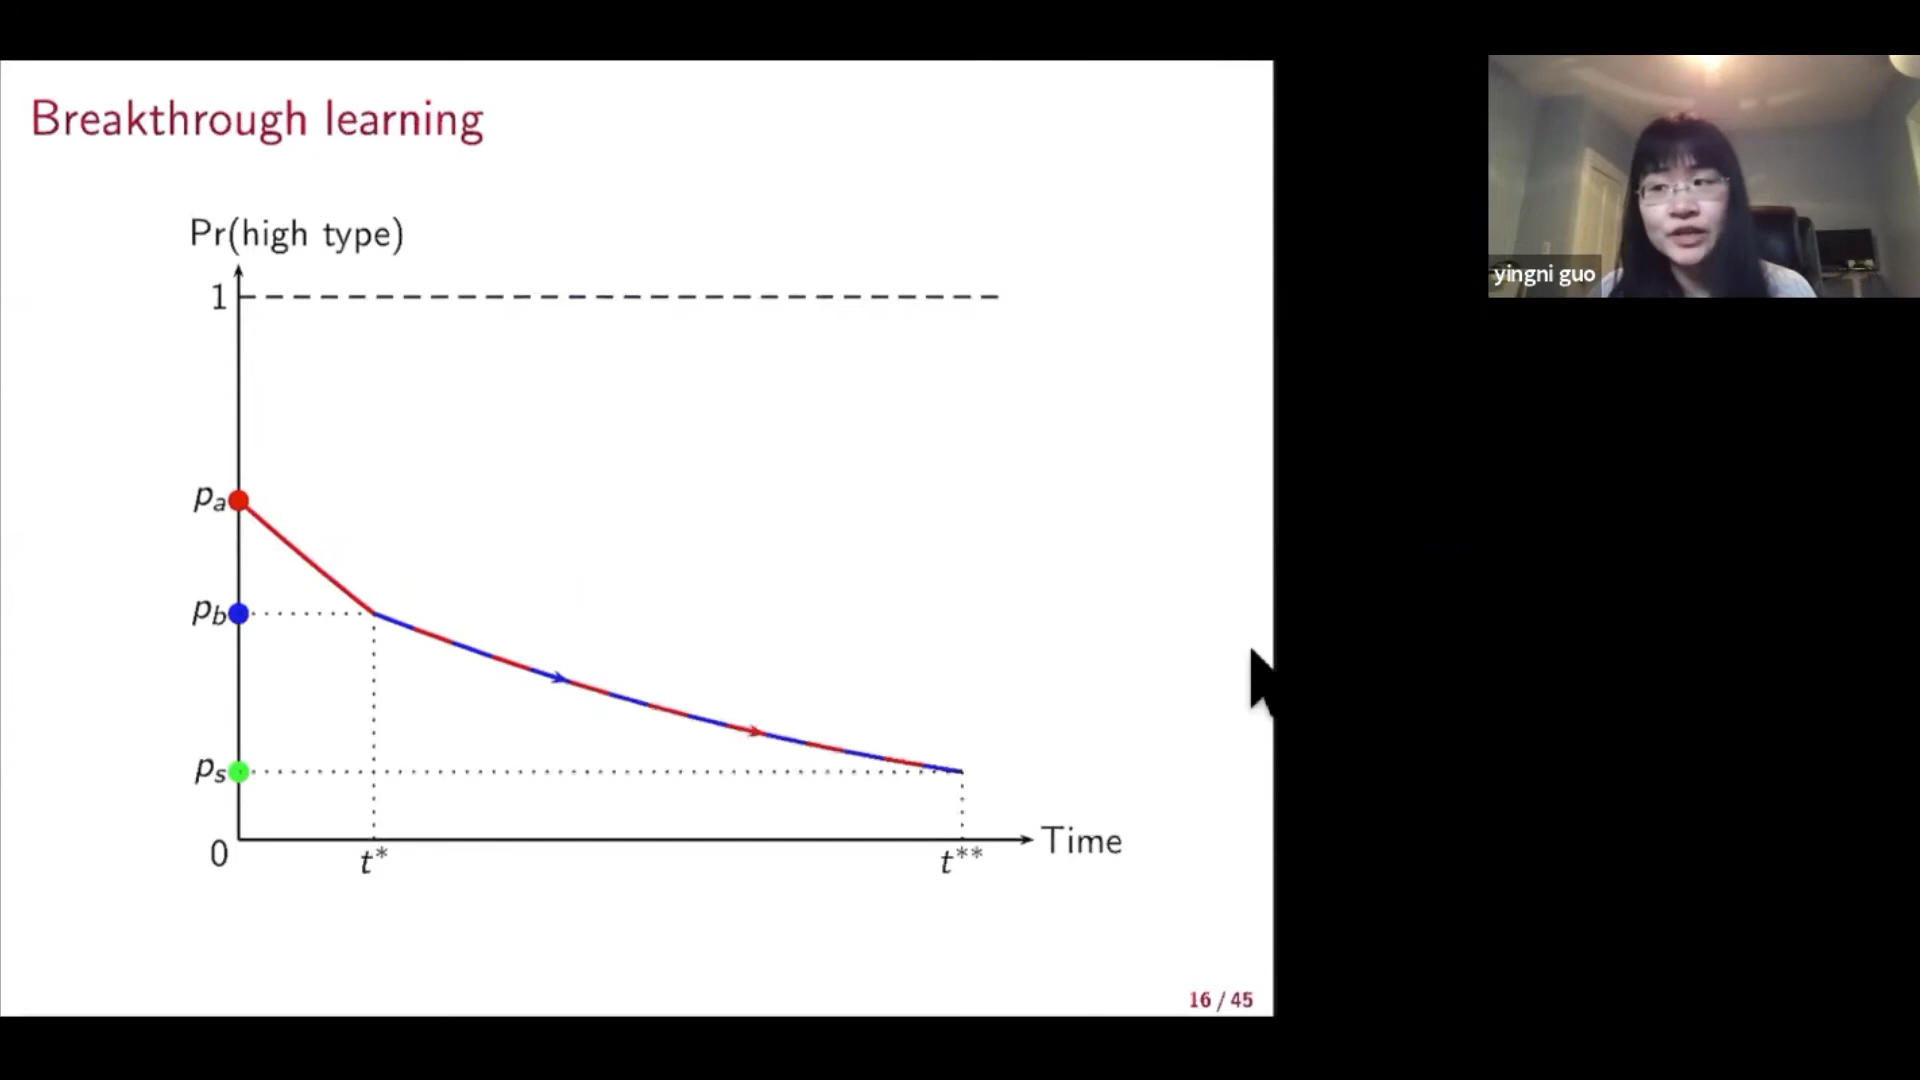 Breakthrough learning
Pr(high type)
1
pa
pb
ps
0
t*
t**
Time
16 / 45
yingni guo